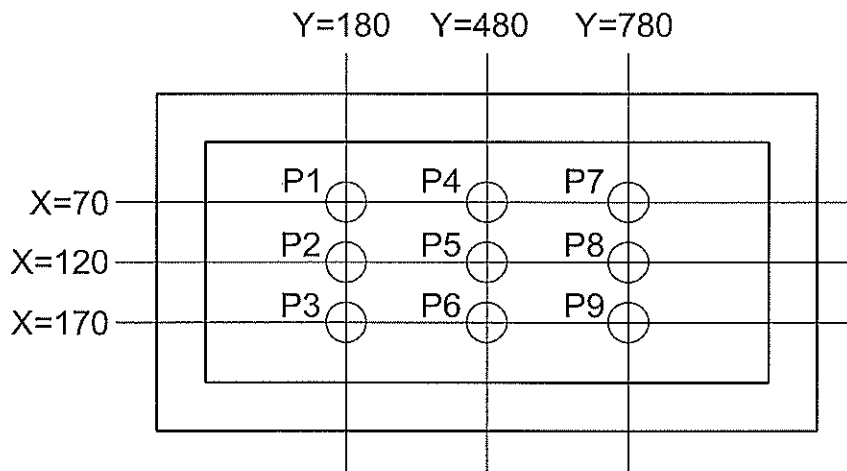 Y=180 Y=480 Y=780
P1 P4 P7
X=70
P2 P5 P8
X=120
P3 P6 P9
X=170